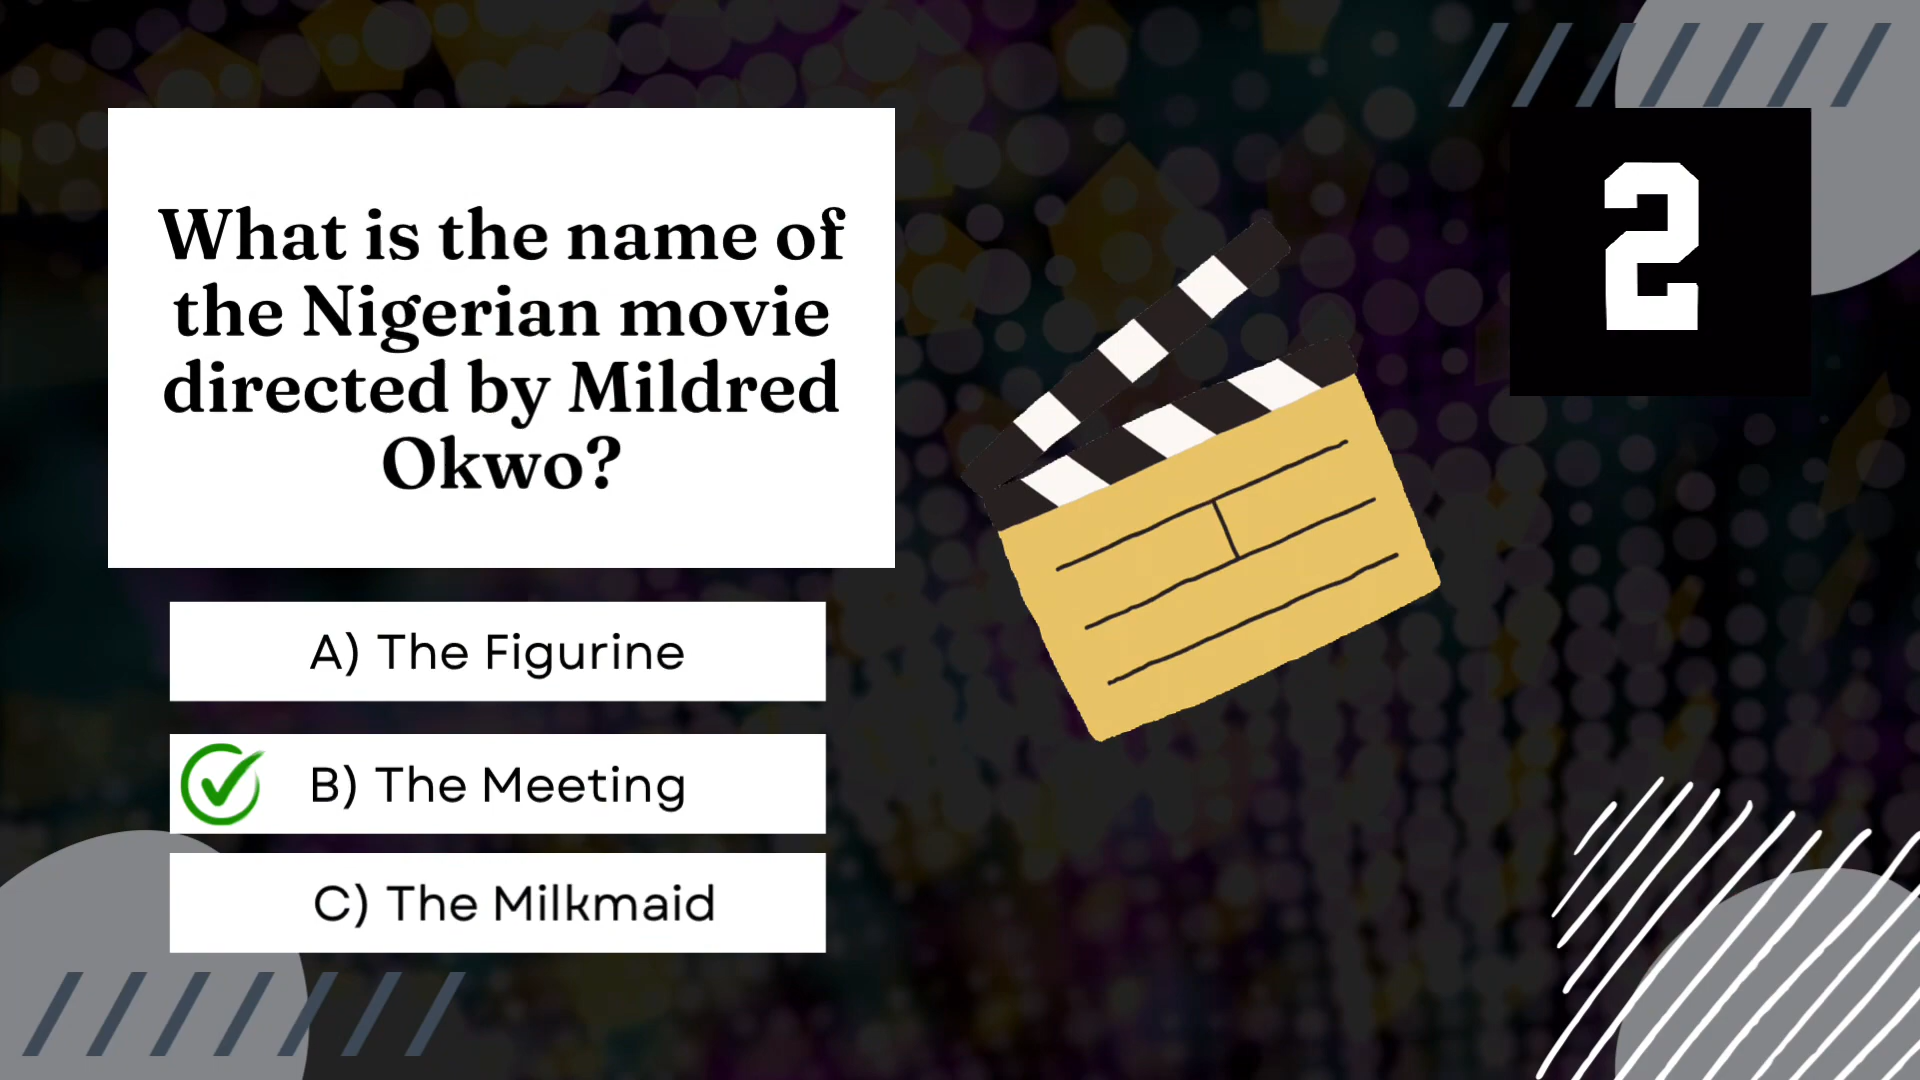 What is the name of
the Nigerian movie
directed by Mildred
Okwo?
2
A) The Figurine
B) The Meeting
C) The Milkmaid